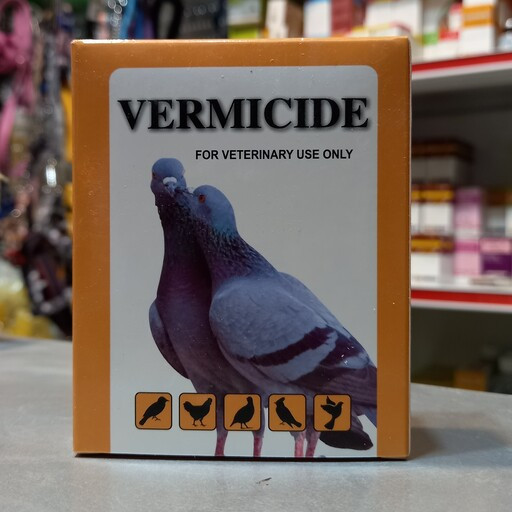 VERMICIDE
FOR VETERINARY USE ONLY